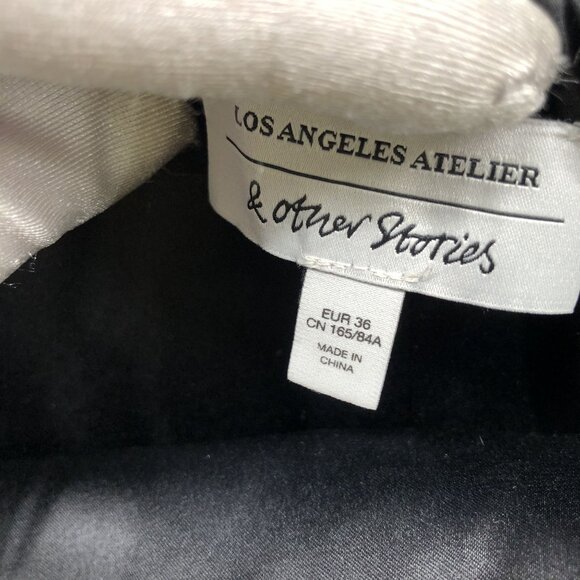 LOS ANGELES ATELIER
& other Stories
EUR 36
CN 165/84A
MADE IN
CHINA